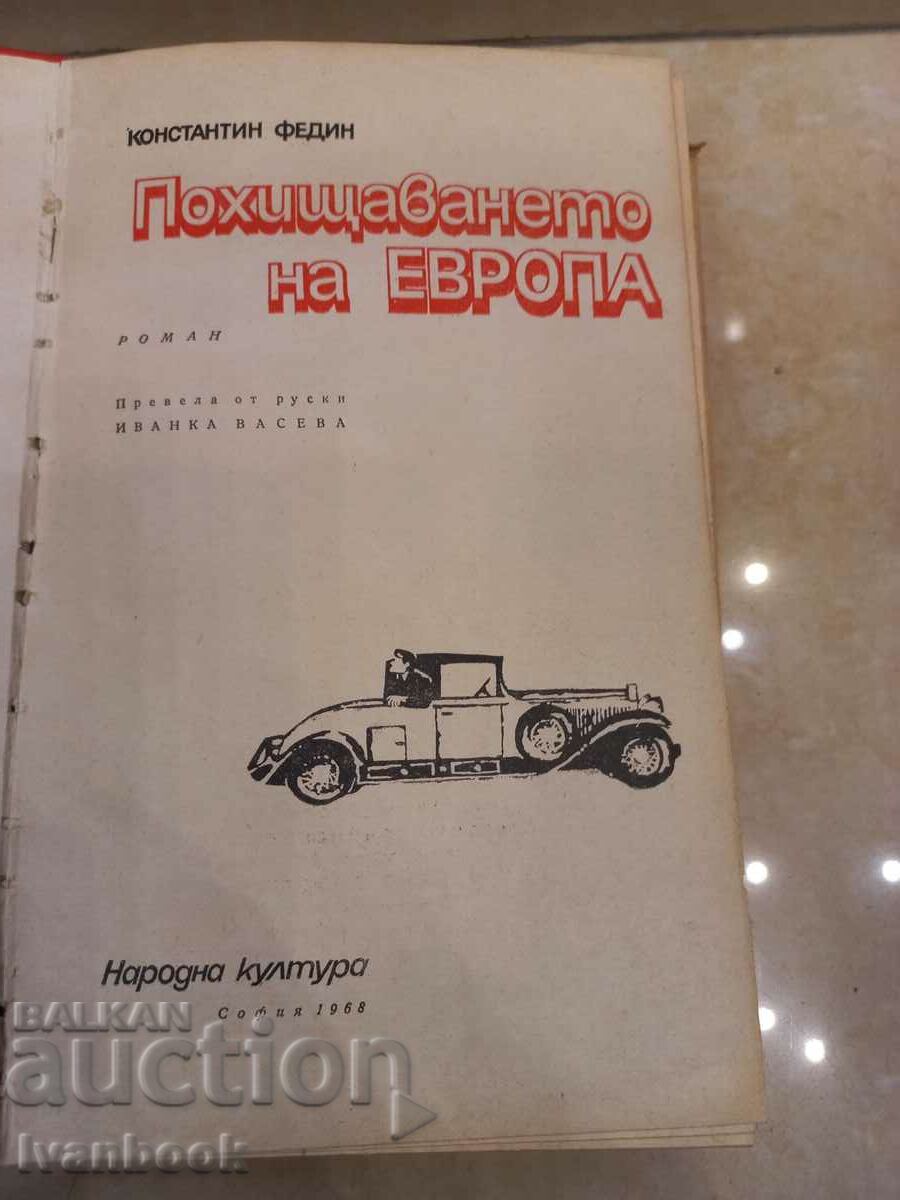 КОНСТАНТИН ФЕДИН
Похищаването
на ЕВРОПА
РОМАН
Превела от руски
ИВАНКА ВАСЕВА
Народна култура
София 1968
BALKAN
auction
Ivanbook